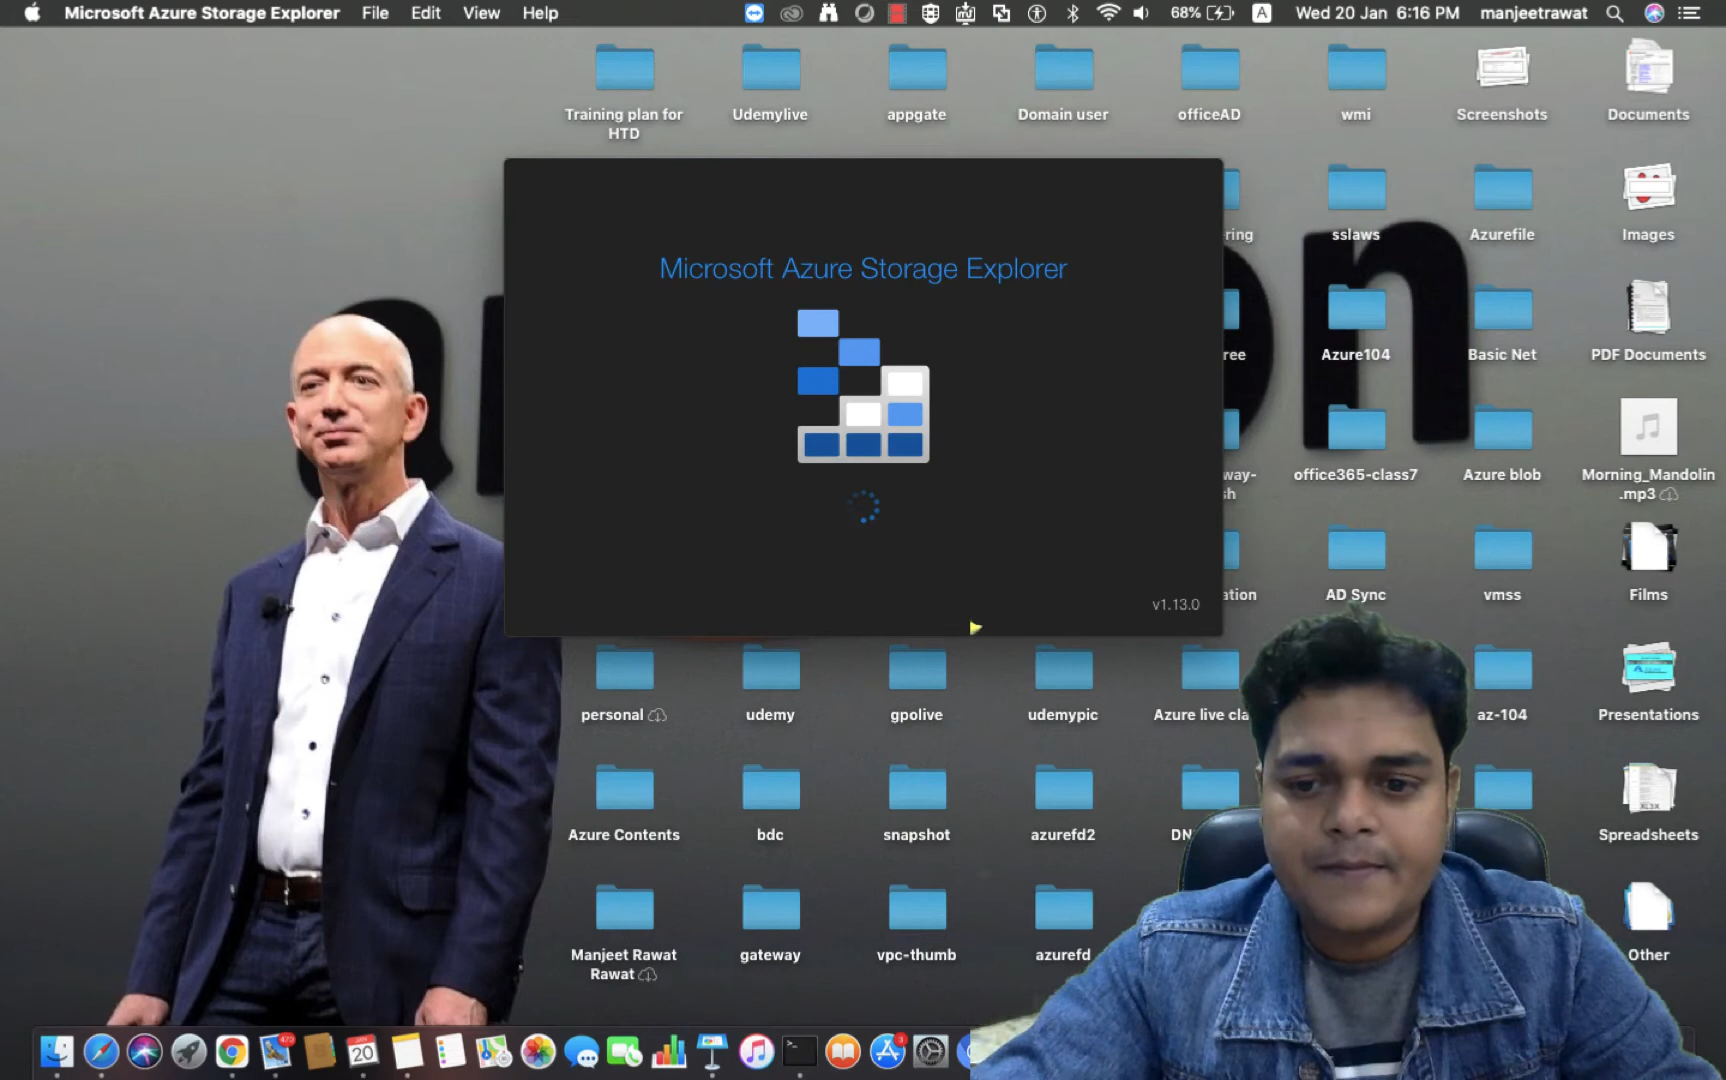 Microsoft Azure Storage Explorer File Edit View Help 68% A Wed 20 Jan 6:16 PM manjeetrawat
Training plan for
HTD
Udemylive
appgate
Domain user
officeAD
wmi
Screenshots
Documents
Microsoft Azure Storage Explorer
v1.13.0
ring
sslaws
Azurefile
Images
ree
Azure104
Basic Net
PDF Documents
way-
sh
office365-class7
Azure blob
Morning_Mandolin
.mp3
ation
AD Sync
vmss
Films
personal
udemy
gpolive
udemypic
Azure live cla
az-104
Presentations
Azure Contents
bdc
snapshot
azurefd2
DN
XLSX
Spreadsheets
Manjeet Rawat
Rawat
gateway
vpc-thumb
azurefd
Other
473
JAN
20
3